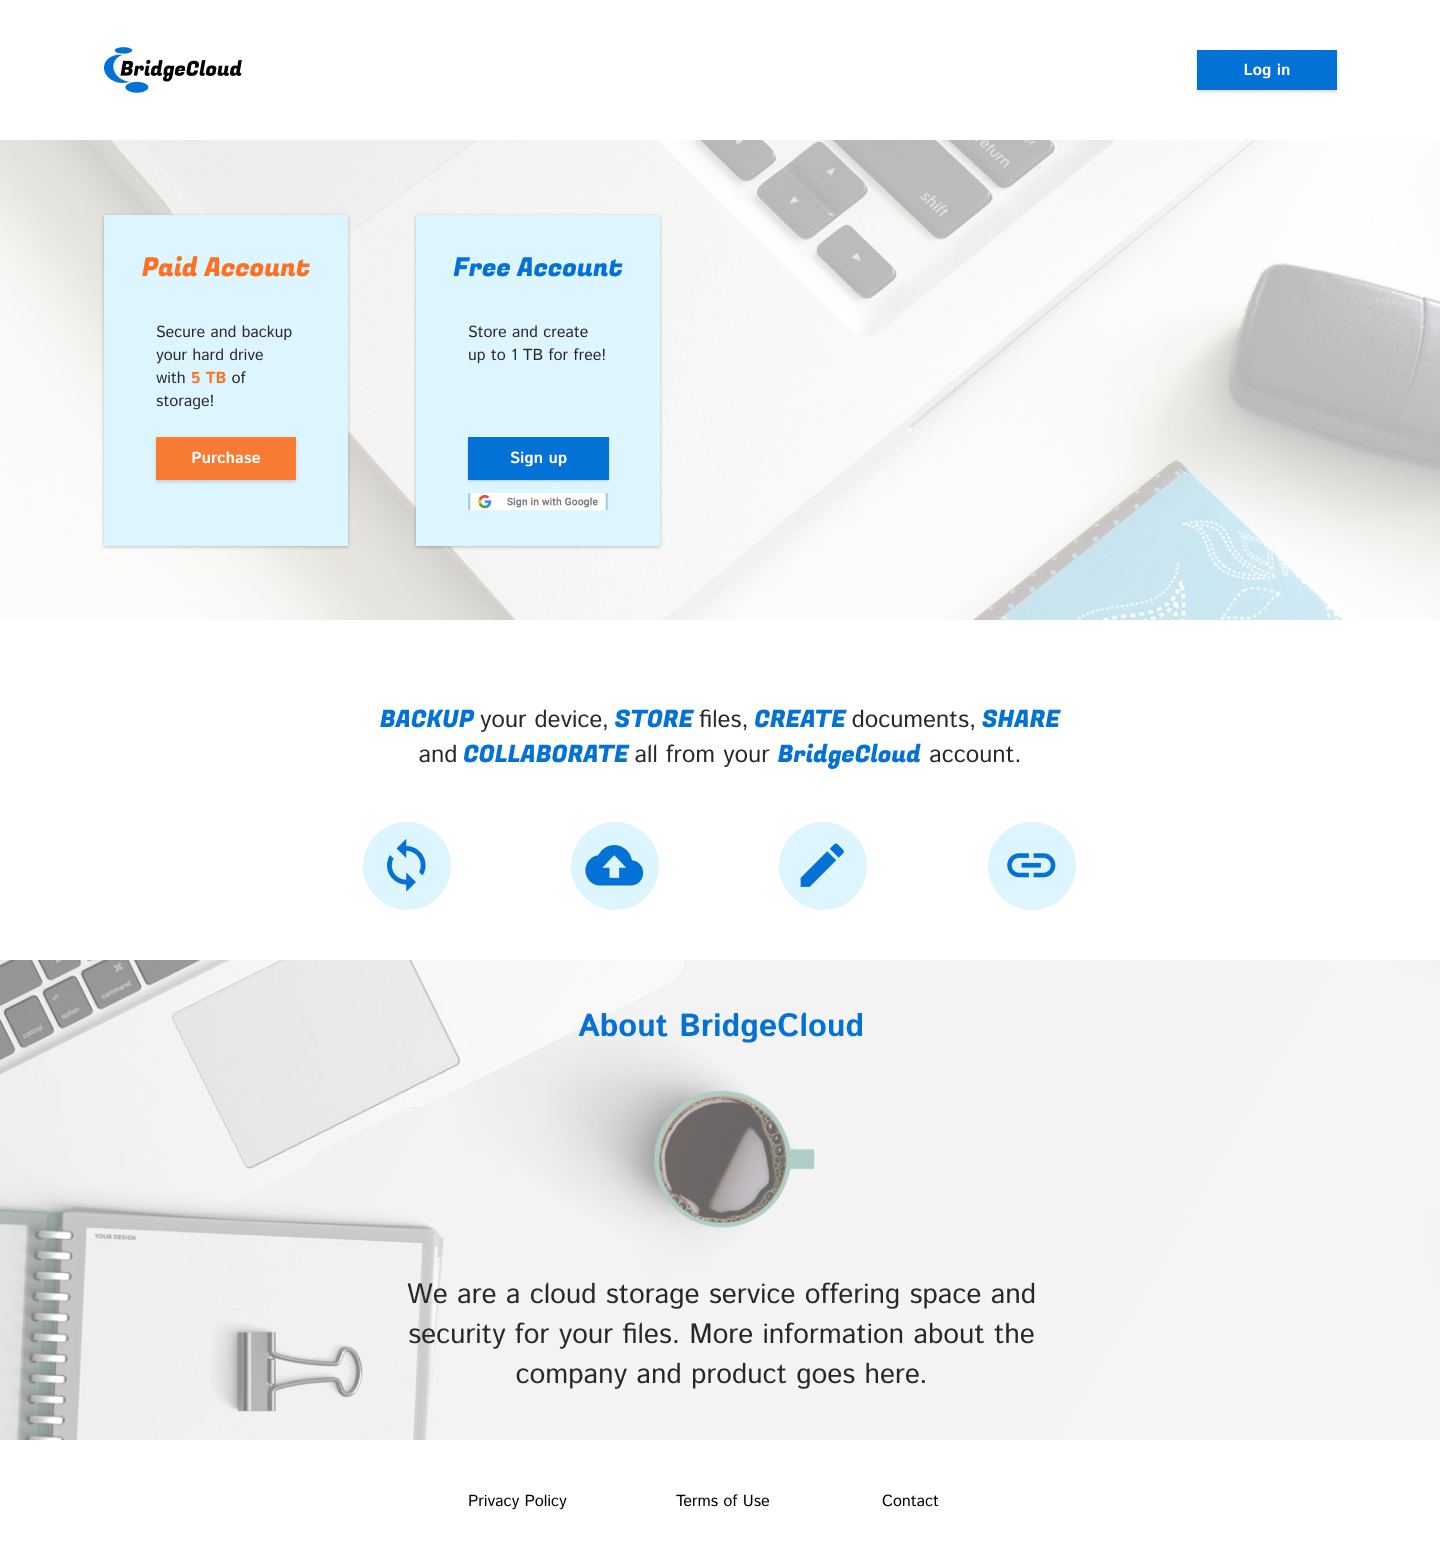 BridgeCloud
Log in
return
shift
Paid Account
Secure and backup
your hard drive
with 5 TB of
storage!
Purchase
Free Account
Store and create
up to 1 TB for free!
Sign up
Sign in with Google
BACKUP your device, STORE files, CREATE documents, SHARE
and COLLABORATE all from your BridgeCloud account.
control
alt
option
command
About BridgeCloud
YOUR DESIGN
We are a cloud storage service offering space and
security for your files. More information about the
company and product goes here.
Privacy Policy
Terms of Use
Contact